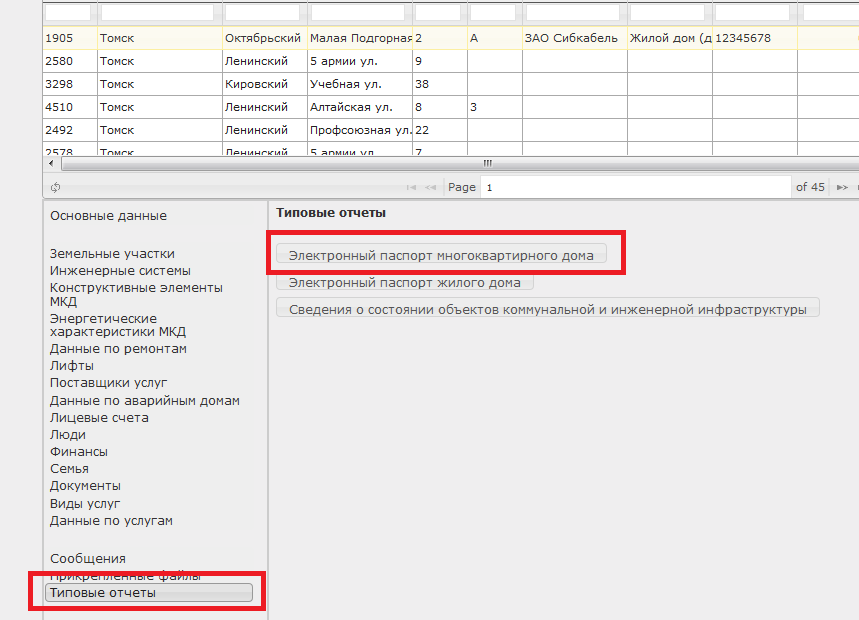 1905 Томск Октябрьский Малая Подгорная 2 А ЗАО Сибкабель Жилой дом (д 12345678
2580 Томск Ленинский 5 армии ул. 9
3298 Томск Кировский Учебная ул. 38
4510 Томск Ленинский Алтайская ул. 8 3
2492 Томск Ленинский Профсоюзная ул. 22
2578 Томск Ленинский 5 армии ул. 7
Page 1 of 45
Основные данные
Земельные участки
Инженерные системы
Конструктивные элементы
МКД
Энергетические
характеристики МКД
Данные по ремонтам
Лифты
Поставщики услуг
Данные по аварийным домам
Лицевые счета
Люди
Финансы
Семья
Документы
Виды услуг
Данные по услугам
Сообщения
Прикрепленные файлы
Типовые отчеты
Типовые отчеты
Электронный паспорт многоквартирного дома
Электронный паспорт жилого дома
Сведения о состоянии объектов коммунальной и инженерной инфраструктуры